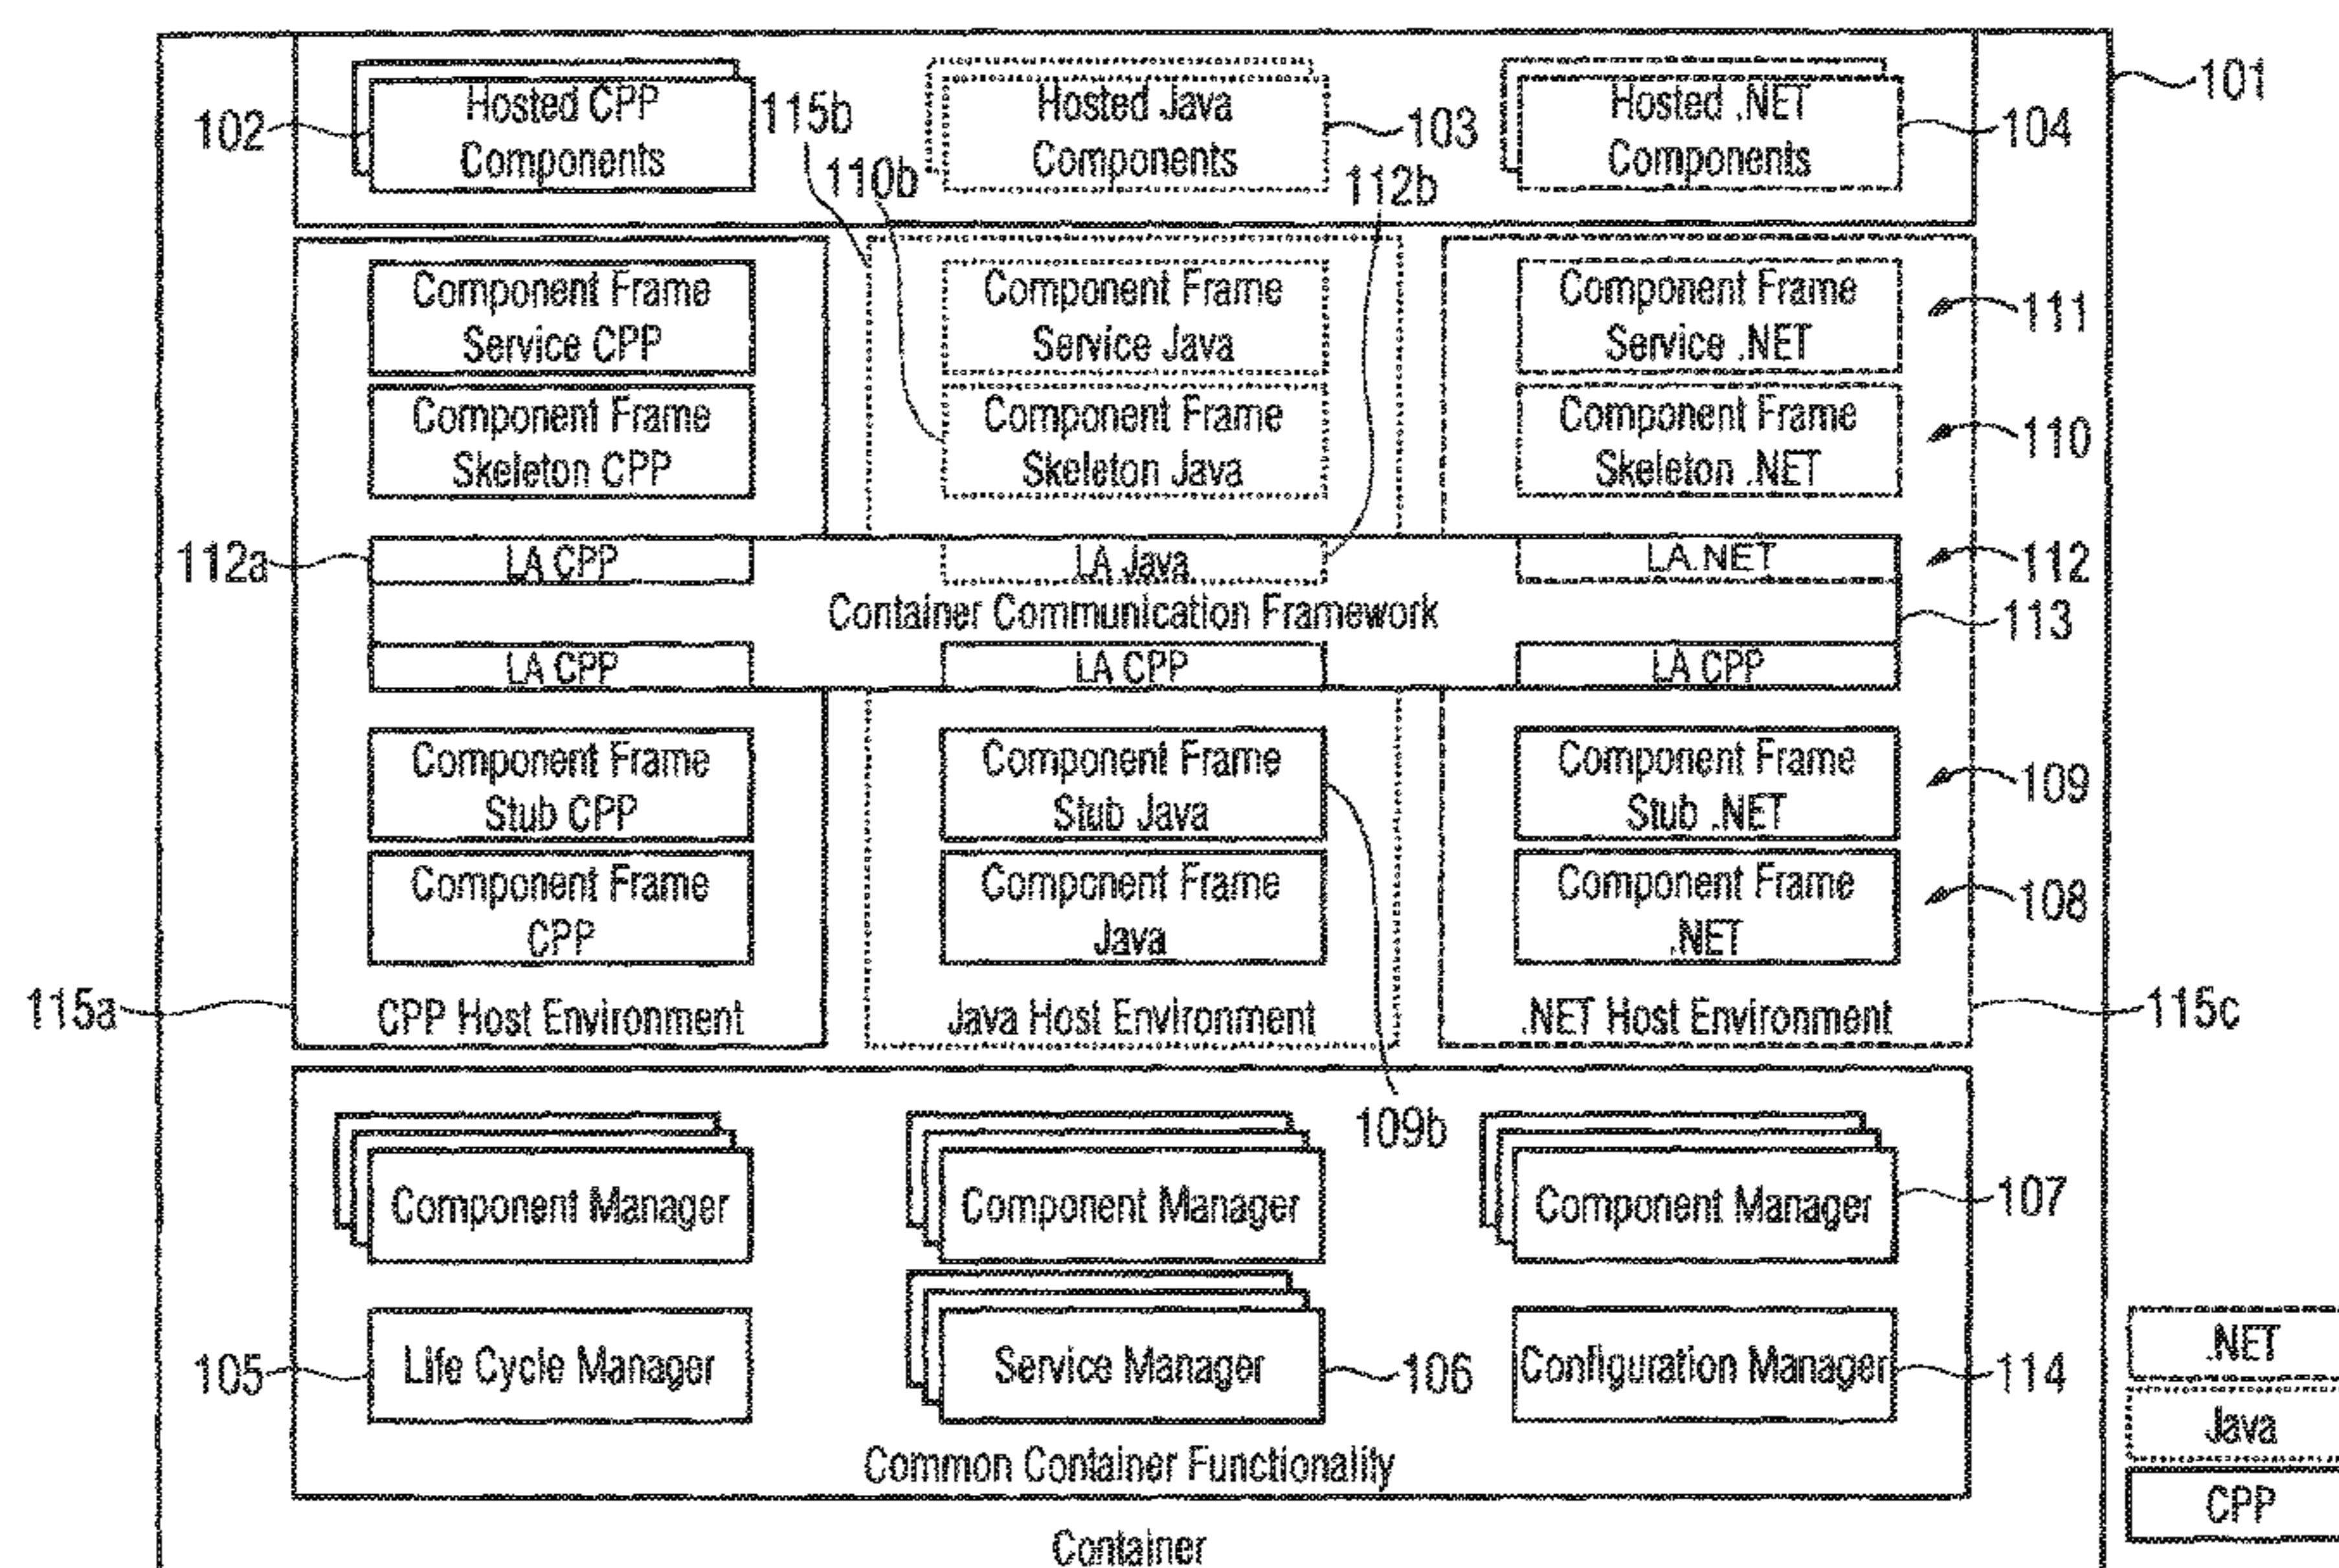 101
102
Hosted CPP
Components
115b
110b
Hosted Java
Components
103
112b
Hosted .NET
Components
104
Component Frame
Service CPP
Component Frame
Service Java
Component Frame
Service .NET
111
Component Frame
Skeleton CPP
Component Frame
Skeleton Java
Component Frame
Skeleton .NET
110
112a
LA CPP
LA Java
LA.NET
112
Container Communication Framework
113
LA CPP
LA CPP
LA CPP
Component Frame
Stub CPP
Component Frame
Stub Java
Component Frame
Stub .NET
109
Component Frame
CPP
Component Frame
Java
Component Frame
.NET
108
115a
CPP Host Environment
Java Host Environment
.NET Host Environment
115c
109b
Component Manager
Component Manager
Component Manager
107
105
Life Cycle Manager
Service Manager
106
Configuration Manager
114
Common Container Functionality
Container
.NET
Java
CPP